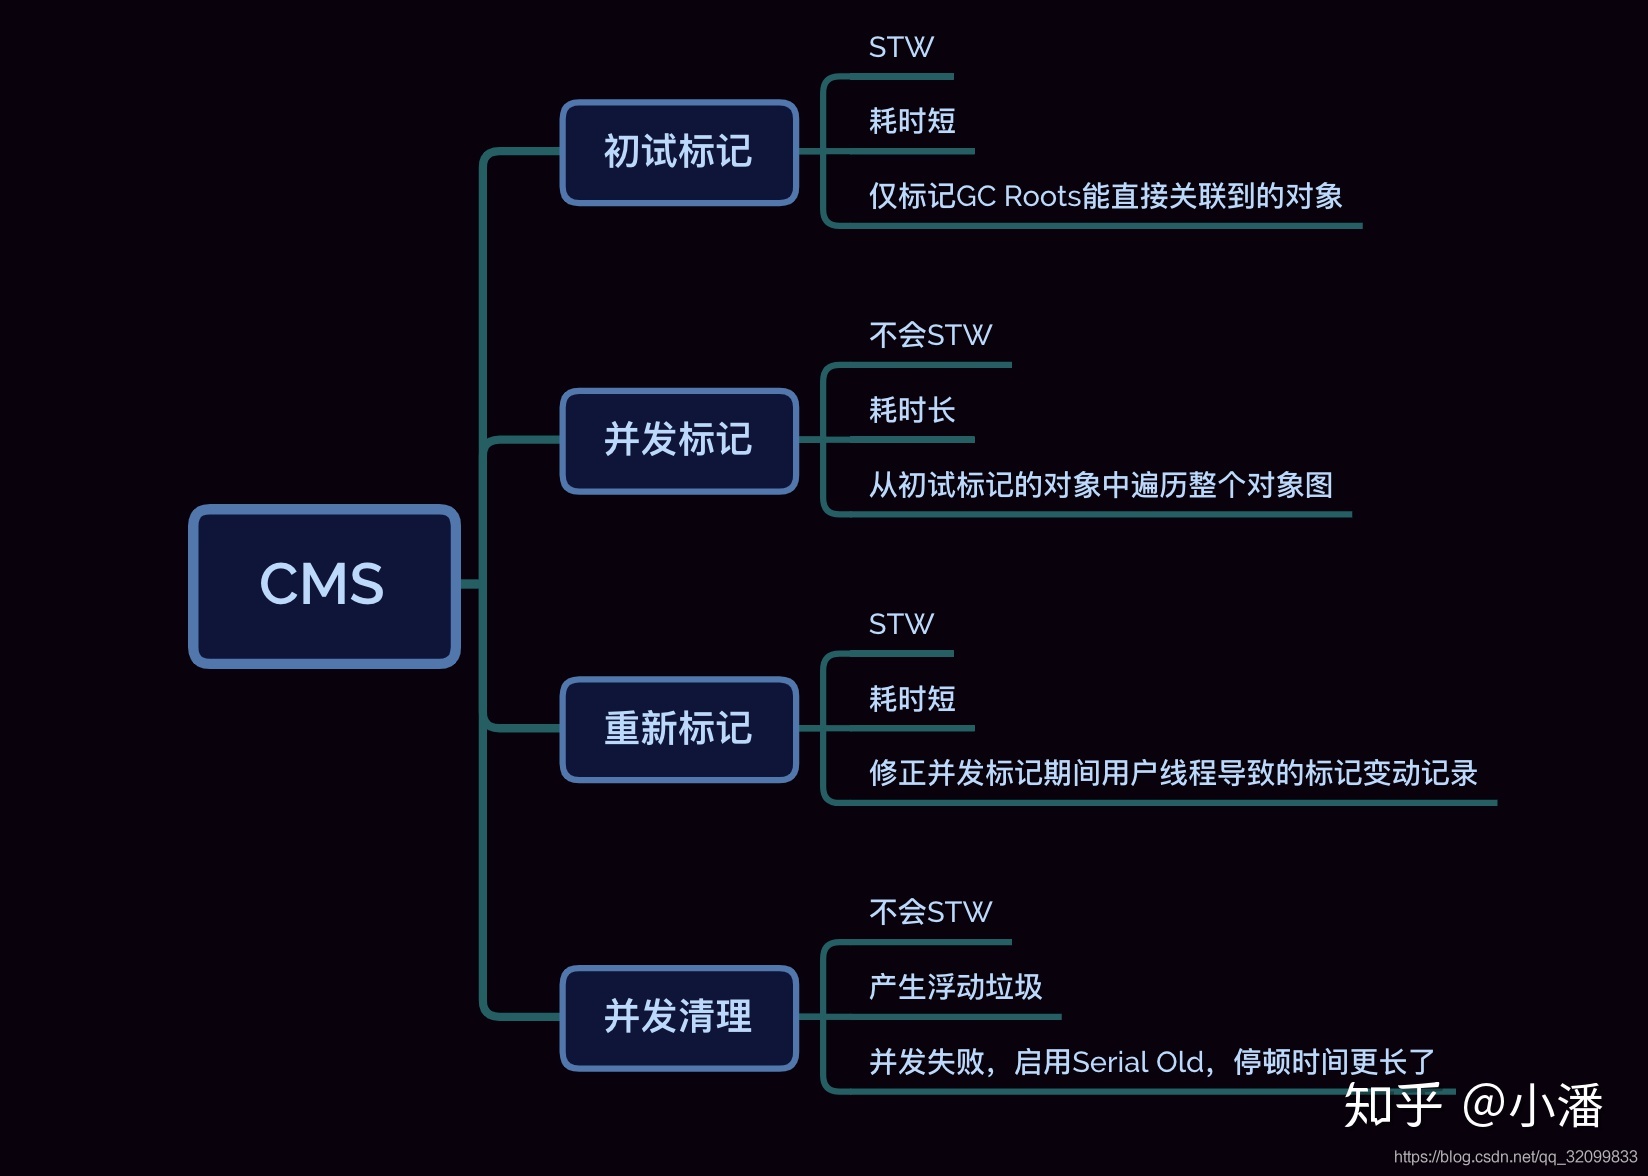 CMS
初试标记
STW
耗时短
仅标记GC Roots能直接关联到的对象
并发标记
不会STW
耗时长
从初试标记的对象中遍历整个对象图
重新标记
STW
耗时短
修正并发标记期间用户线程导致的标记变动记录
并发清理
不会STW
产生浮动垃圾
并发失败，启用Serial Old，停顿时间更长了
知乎 @小潘
https://blog.csdn.net/qq_32099833